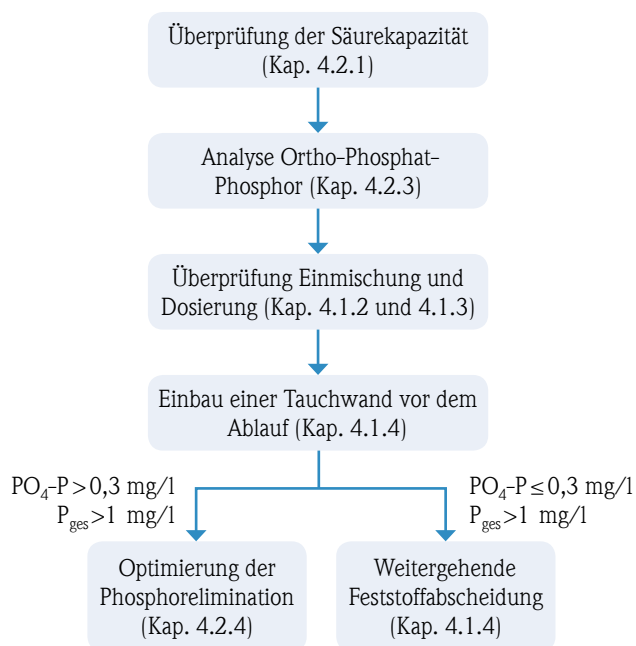 Überprüfung der Säurekapazität
(Kap. 4.2.1)
Analyse Ortho-Phosphat-
Phosphor (Kap. 4.2.3)
Überprüfung Einmischung und
Dosierung (Kap. 4.1.2 und 4.1.3)
Einbau einer Tauchwand vor dem
Ablauf (Kap. 4.1.4)
PO₄-P > 0,3 mg/l
P_ges > 1 mg/l
PO₄-P ≤ 0,3 mg/l
P_ges > 1 mg/l
Optimierung der
Phosphorelimination
(Kap. 4.2.4)
Weitergehende
Feststoffabscheidung
(Kap. 4.1.4)